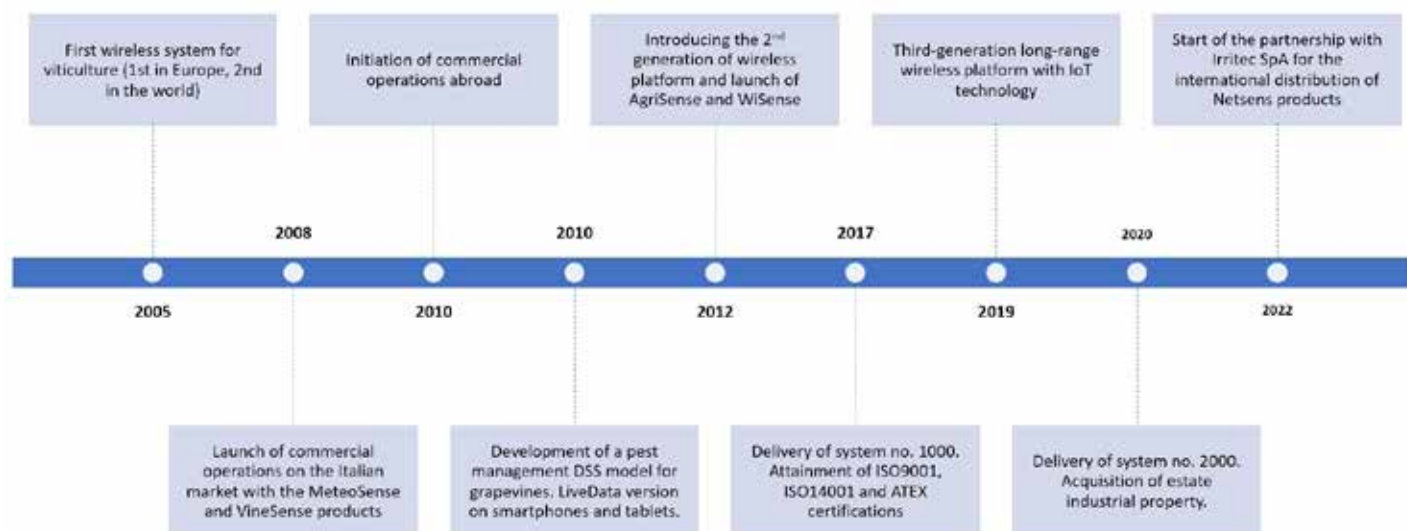 First wireless system for
viticulture (1st in Europe, 2nd
in the world)
Initiation of commercial
operations abroad
Introducing the 2nd
generation of wireless
platform and launch of
AgriSense and WiSense
Third-generation long-range
wireless platform with IoT
technology
Start of the partnership with
Irritec SpA for the
international distribution of
Netsens products
2008
2010
2017
2020
2005
2010
2012
2019
2022
Launch of commercial
operations on the Italian
market with the MeteoSense
and VineSense products
Development of a pest
management DSS model for
grapevines. LiveData version
on smartphones and tablets.
Delivery of system no. 1000.
Attainment of ISO9001,
ISO14001 and ATEX
certifications
Delivery of system no. 2000.
Acquisition of estate
industrial property.